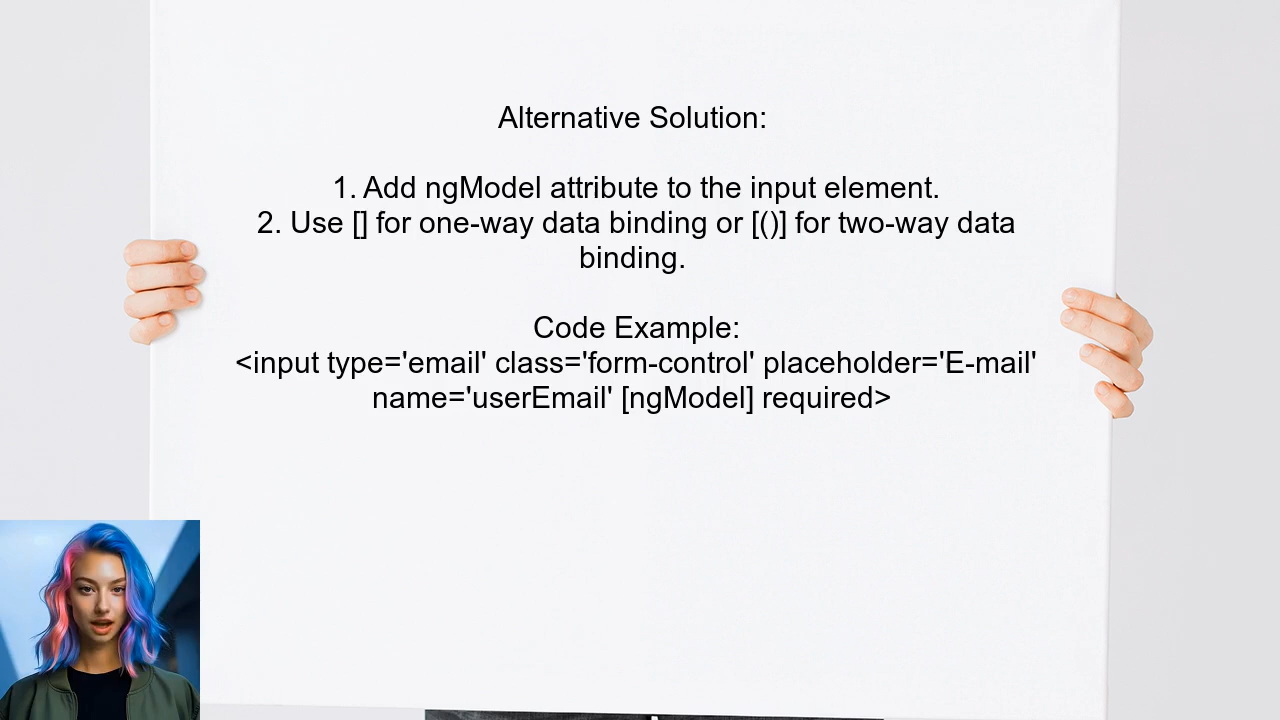 Alternative Solution:
1. Add ngModel attribute to the input element.
2. Use [] for one-way data binding or [()] for two-way data
binding.
Code Example:
<input type='email' class='form-control' placeholder='E-mail'
name='userEmail' [ngModel] required>